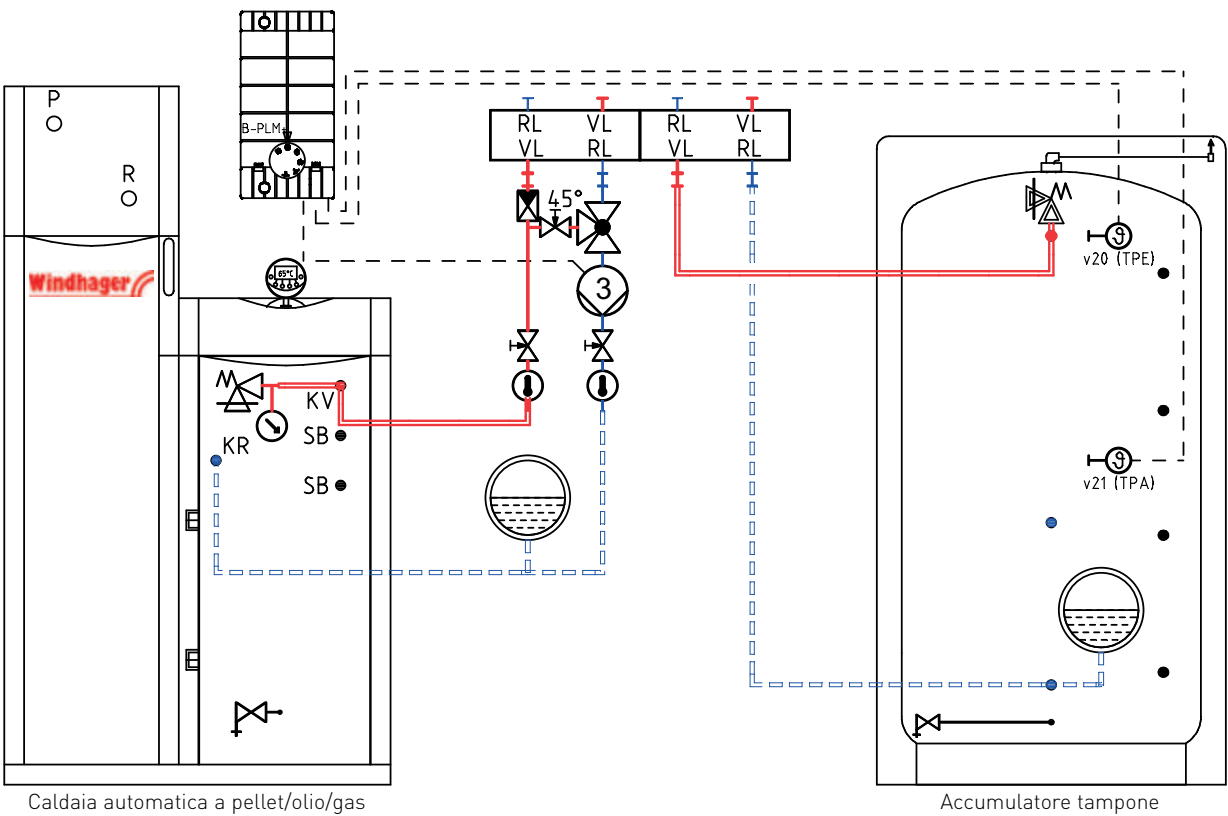 P
R
B-PLM+
Windhager
65°C
RL VL RL VL
VL RL VL RL
45°
3
v20 (TPE)
KV
SB
KR
SB
v21 (TPA)
Caldaia automatica a pellet/olio/gas
Accumulatore tampone